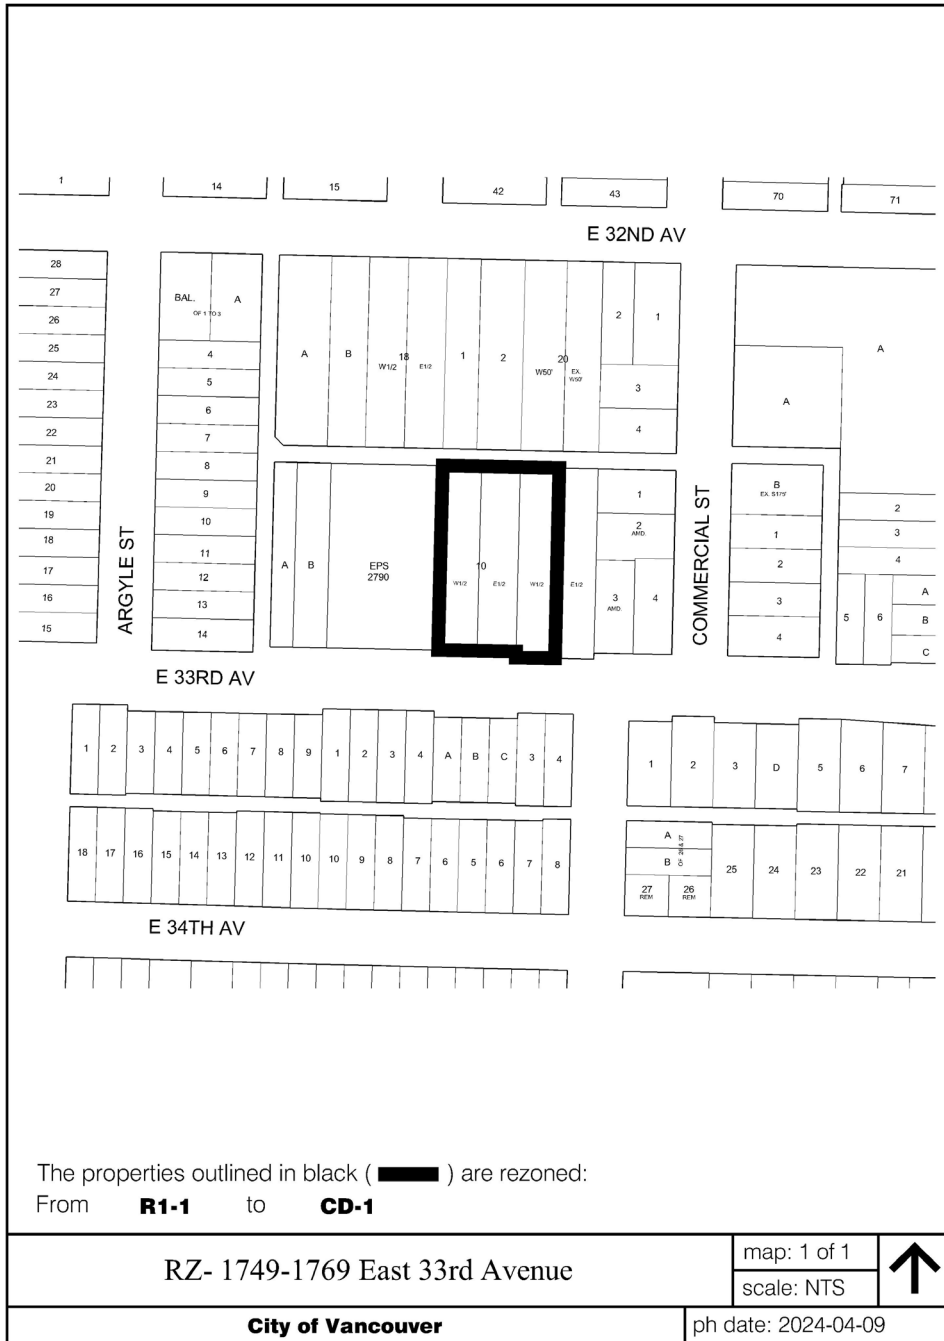 1
14
15
42
43
70
71
E 32ND AV
28
27
26
25
24
23
22
21
20
19
18
17
16
15
ARGYLE ST
BAL. A
OF 1 TO 3
4
5
6
7
8
9
10
11
12
13
14
A
B
18
W1/2
E1/2
1
2
20
W50'
EX.
W50'
2
1
3
4
A
B
EPS
2790
10
W1/2
E1/2
W1/2
E1/2
1
2
AMD.
3
AMD.
4
COMMERCIAL ST
A
A
B
EX. S175'
1
2
3
4
2
3
4
5
6
A
B
C
E 33RD AV
1 2 3 4 5 6 7 8 9 1 2 3 4 A B C 3 4
1 2 3 D 5 6 7
18 17 16 15 14 13 12 11 10 10 9 8 7 6 5 6 7 8
A
B
OF 26 & 27
27
REM
26
REM
25 24 23 22 21
E 34TH AV
The properties outlined in black ( ) are rezoned:
From R1-1 to CD-1
RZ- 1749-1769 East 33rd Avenue
map: 1 of 1
scale: NTS
City of Vancouver
ph date: 2024-04-09